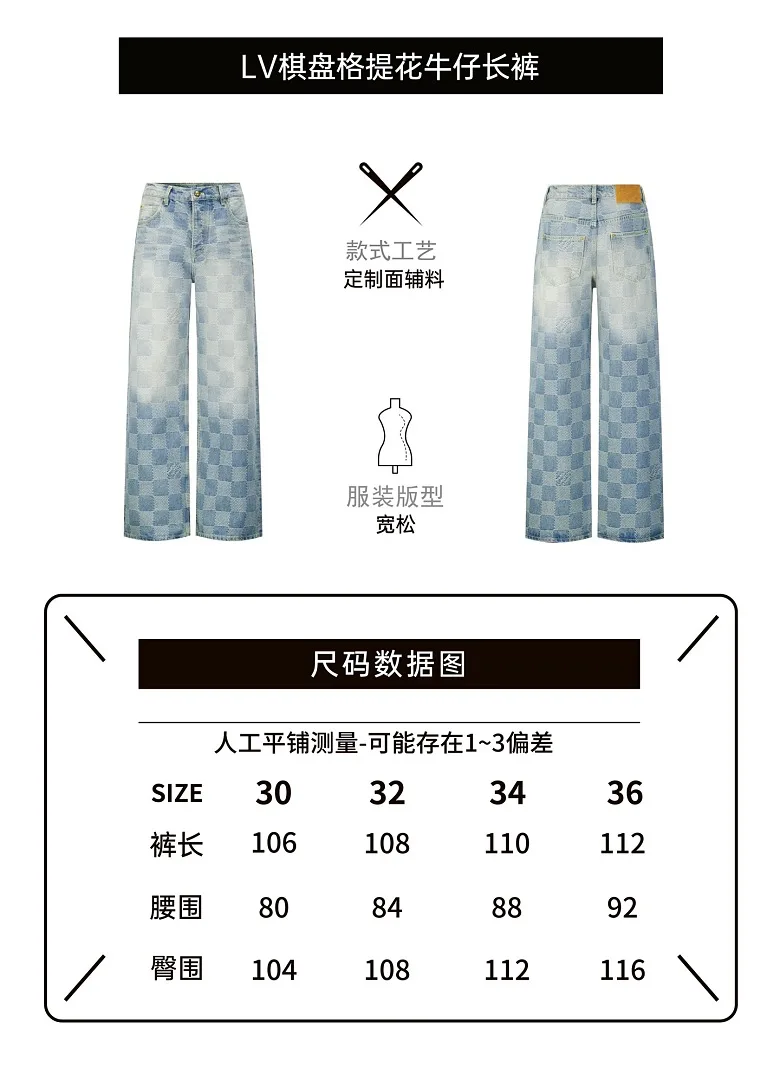 LV棋盘格提花牛仔长裤
款式工艺
定制面辅料
服装版型
宽松
尺码数据图
人工平铺测量-可能存在1~3偏差
SIZE 30 32 34 36
裤长 106 108 110 112
腰围 80 84 88 92
臀围 104 108 112 116